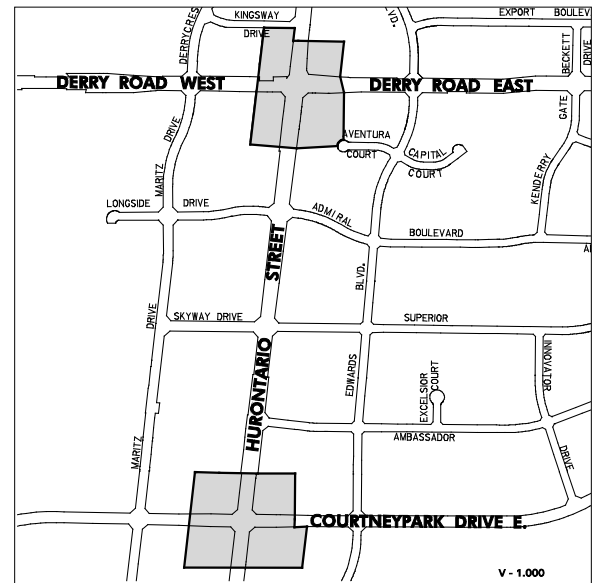 KINGSWAY
DRIVE
DERRYCRES
BLVD.
EXPORT BOULEV
BECKETT
DRIVE
DERRY ROAD WEST
DERRY ROAD EAST
GATE
DRIVE
AVENTURA
COURT
CAPITAL
COURT
MARITZ
KENDERRY
LONGSIDE DRIVE
ADMIRAL
BOULEVARD
STREET
BLVD.
DRIVE
SKYWAY DRIVE
SUPERIOR
HURONTARIO
EDWARDS
EXCELSIOR
COURT
INNOVATOR
AMBASSADOR
MARITZ
DRIVE
COURTNEYPARK DRIVE E.
V - 1.000